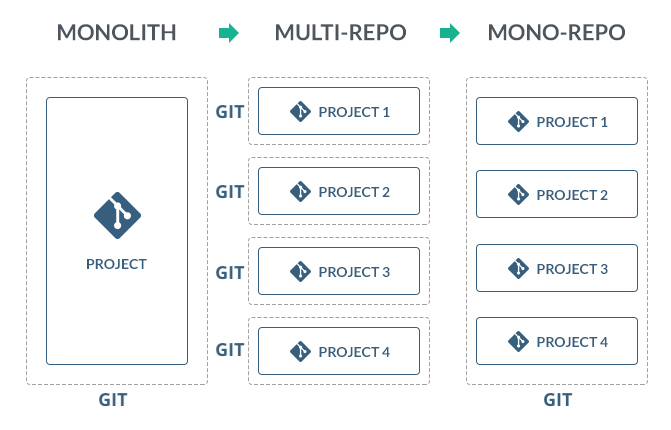 MONOLITH
MULTI-REPO
MONO-REPO
PROJECT
GIT
GIT
PROJECT 1
GIT
PROJECT 2
GIT
PROJECT 3
GIT
PROJECT 4
PROJECT 1
PROJECT 2
PROJECT 3
PROJECT 4
GIT